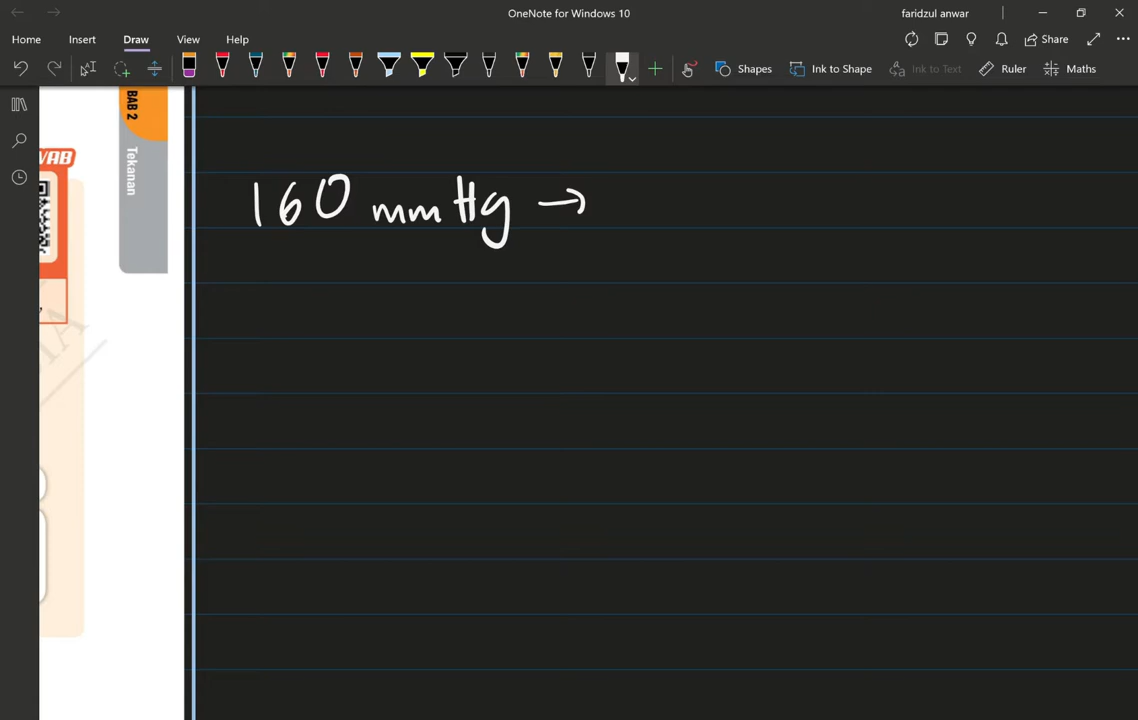 OneNote for Windows 10
faridzul anwar
Home Insert Draw View Help
Share
Shapes Ink to Shape Ink to Text Ruler Maths
BAB 2
Tekanan
WAB
160 mmHg →